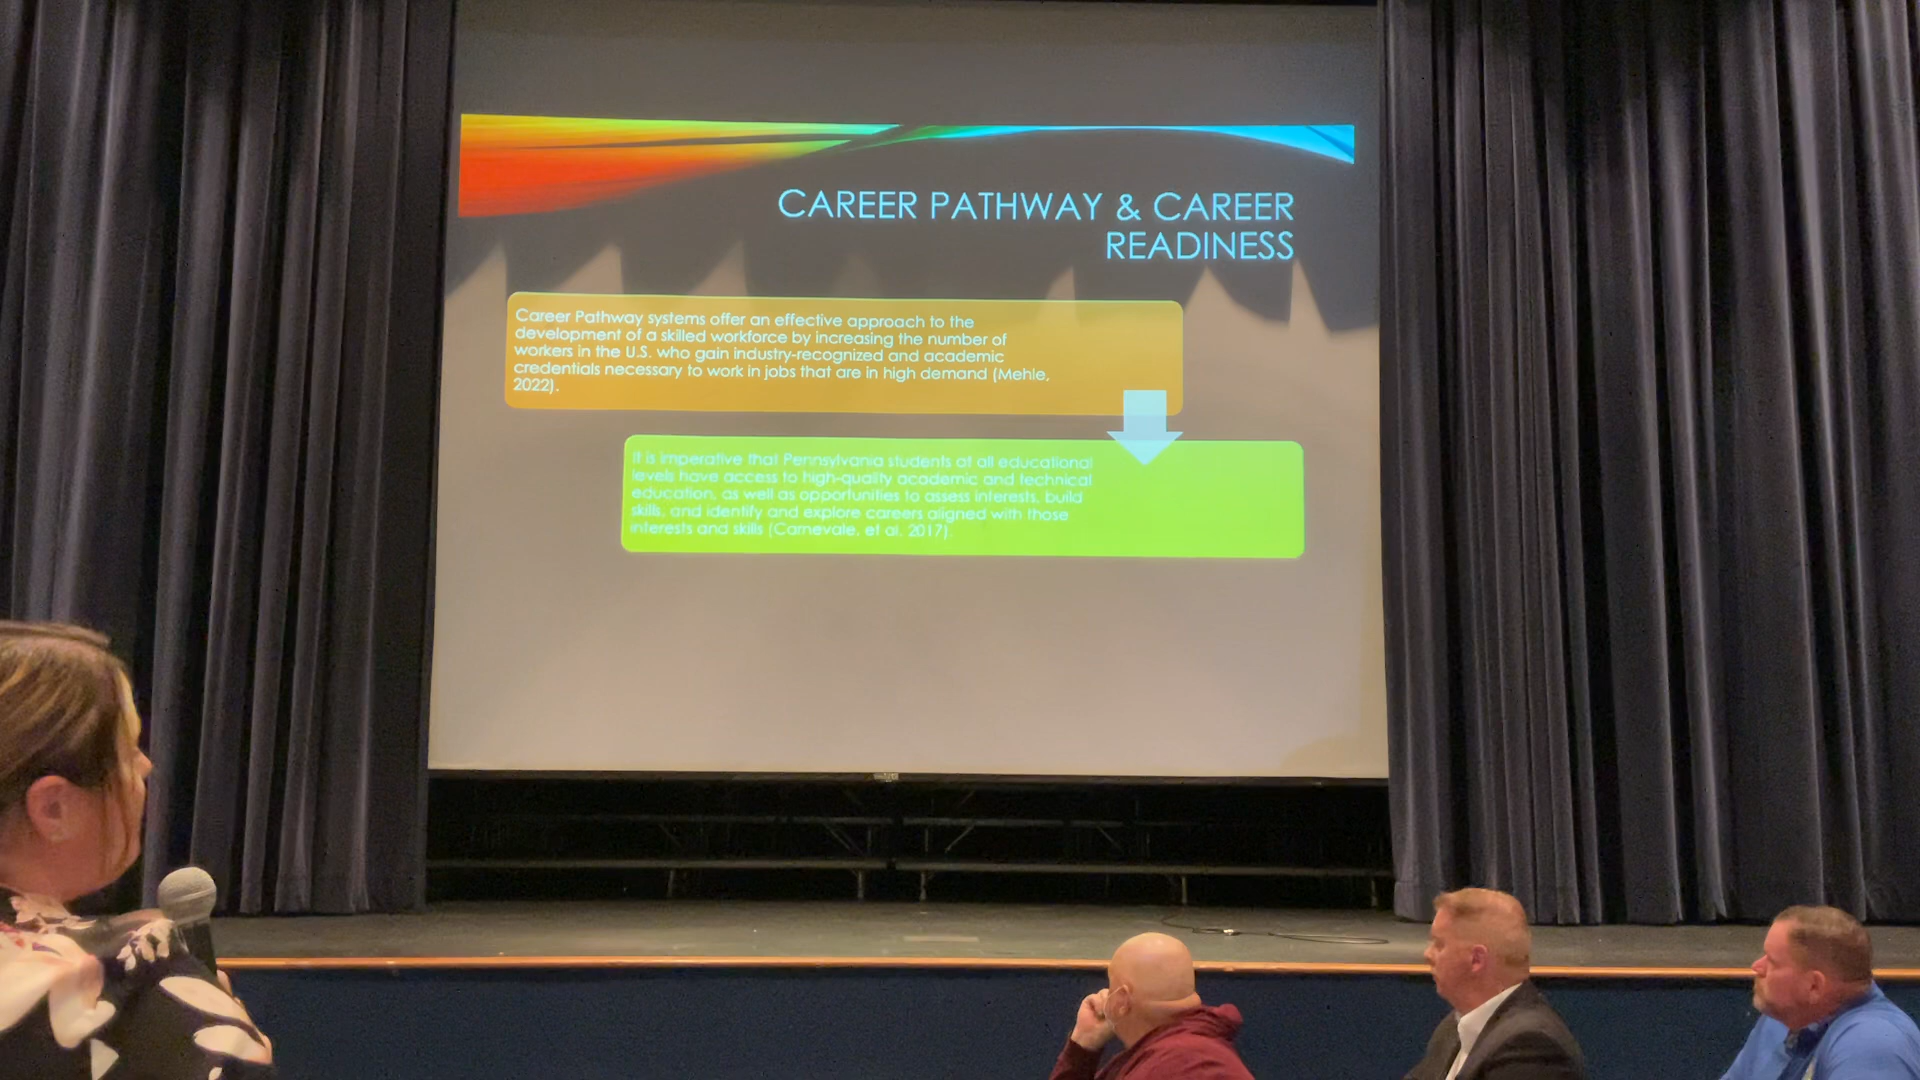 CAREER PATHWAY & CAREER
READINESS
Career Pathway systems offer an effective approach to the
development of a skilled workforce by increasing the number of
workers in the U.S. who gain industry-recognized and academic
credentials necessary to work in jobs that are in high demand (Mehle,
2022).
It is imperative that Pennsylvania students of all educational
levels have access to high-quality academic and technical
education, as well as opportunities to assess interests, build
skills, and identify and explore careers aligned with those
interests and skills (Carnevale, et al. 2017).